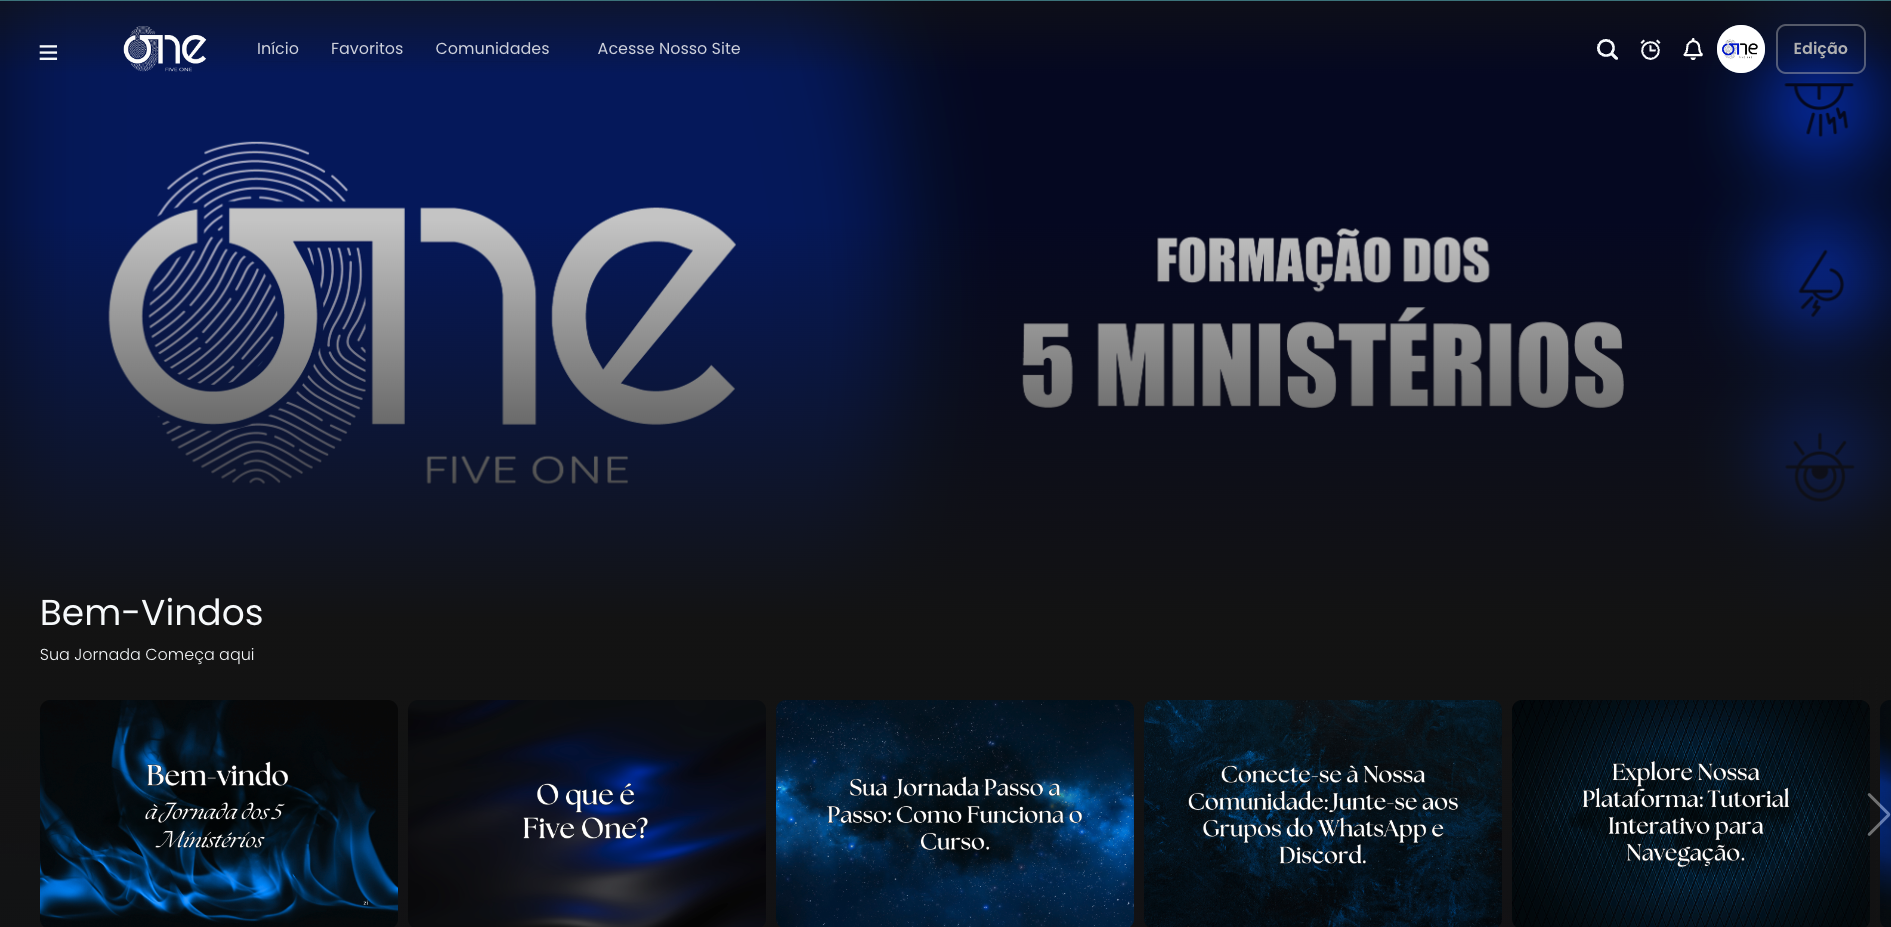 one
FIVE ONE
Início
Favoritos
Comunidades
Acesse Nosso Site
one
Edição
one
FIVE ONE
FORMAÇÃO DOS
5 MINISTÉRIOS
Bem-Vindos
Sua Jornada Começa aqui
Bem-vindo
à Jornada dos 5
Ministérios
O que é
Five One?
Sua Jornada Passo a
Passo: Como Funciona o
Curso.
Conecte-se à Nossa
Comunidade:Junte-se aos
Grupos do WhatsApp e
Discord.
Explore Nossa
Plataforma: Tutorial
Interativo para
Navegação.